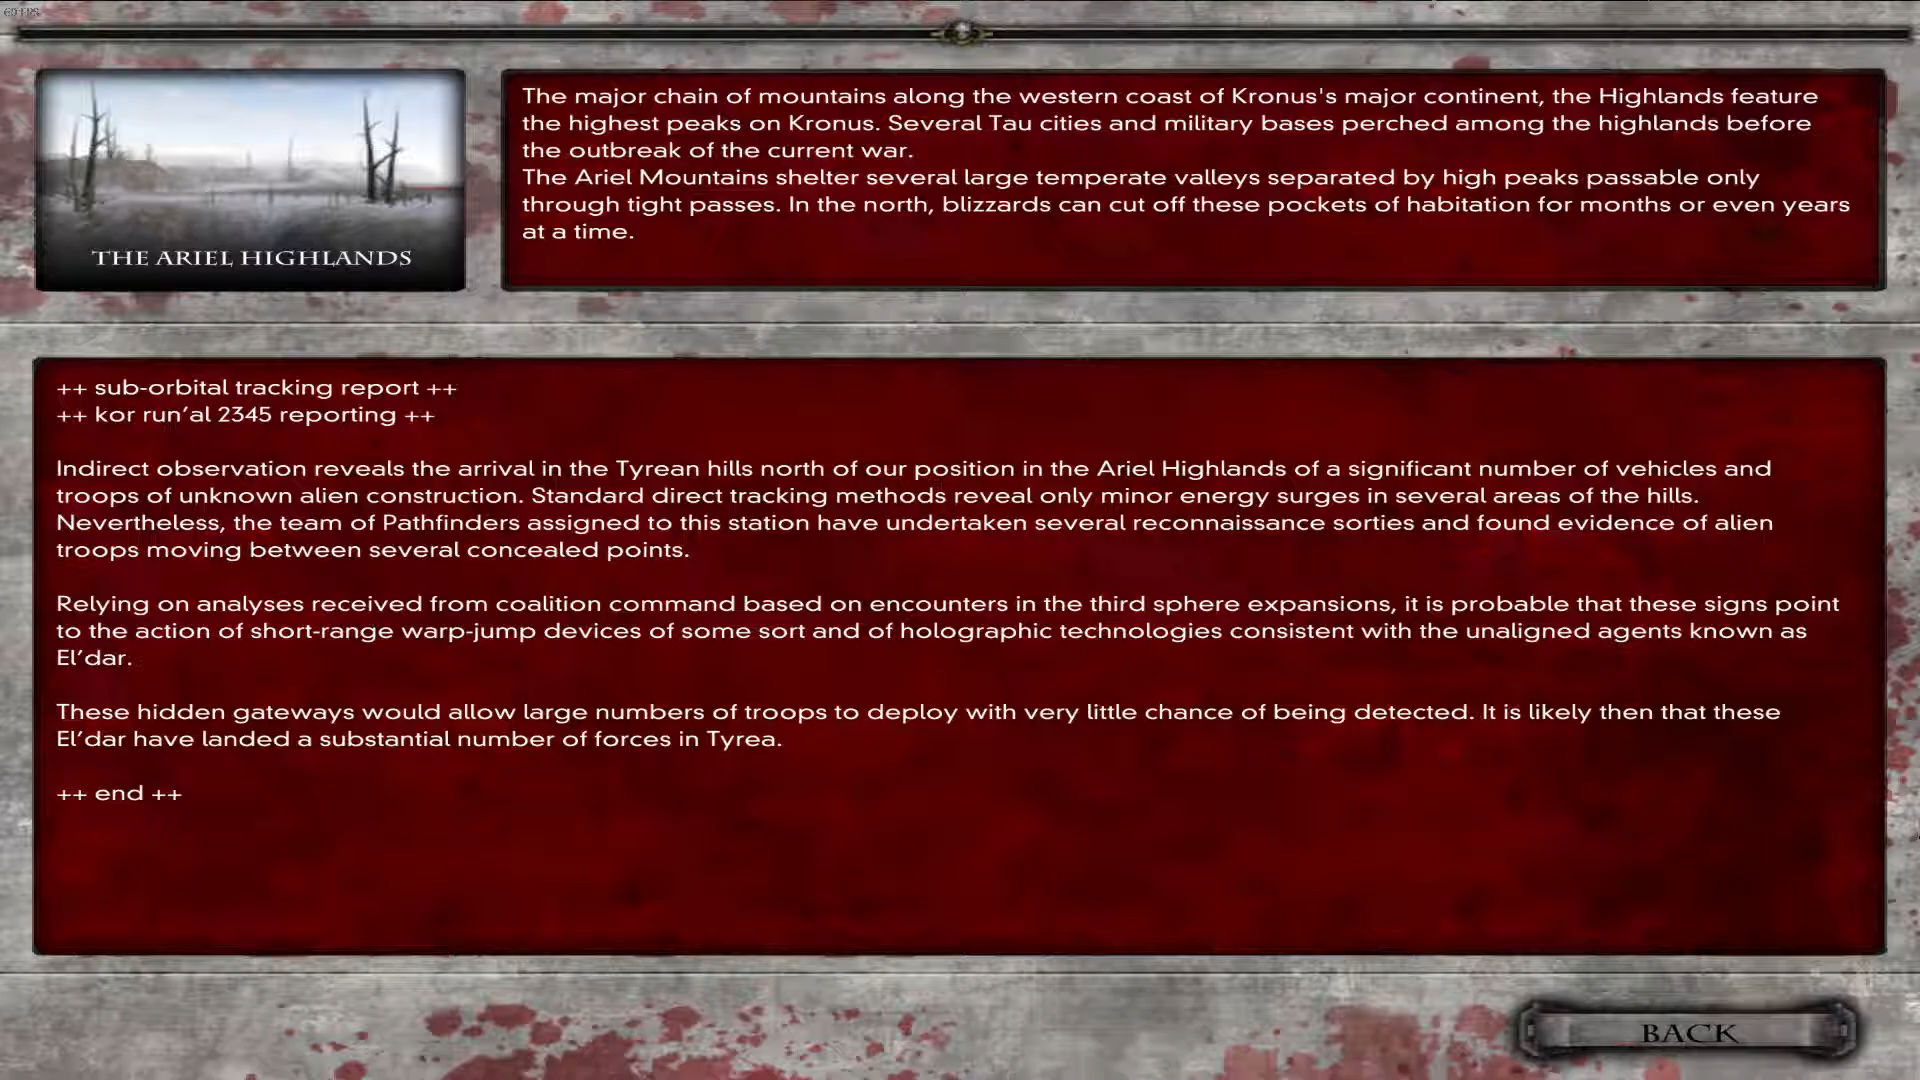 60 FPS
The major chain of mountains along the western coast of Kronus's major continent, the Highlands feature
the highest peaks on Kronus. Several Tau cities and military bases perched among the highlands before
the outbreak of the current war.
The Ariel Mountains shelter several large temperate valleys separated by high peaks passable only
through tight passes. In the north, blizzards can cut off these pockets of habitation for months or even years
at a time.
THE ARIEL HIGHLANDS
++ sub-orbital tracking report ++
++ kor run’al 2345 reporting ++
Indirect observation reveals the arrival in the Tyrean hills north of our position in the Ariel Highlands of a significant number of vehicles and
troops of unknown alien construction. Standard direct tracking methods reveal only minor energy surges in several areas of the hills.
Nevertheless, the team of Pathfinders assigned to this station have undertaken several reconnaissance sorties and found evidence of alien
troops moving between several concealed points.
Relying on analyses received from coalition command based on encounters in the third sphere expansions, it is probable that these signs point
to the action of short-range warp-jump devices of some sort and of holographic technologies consistent with the unaligned agents known as
El’dar.
These hidden gateways would allow large numbers of troops to deploy with very little chance of being detected. It is likely then that these
El’dar have landed a substantial number of forces in Tyrea.
++ end ++
BACK